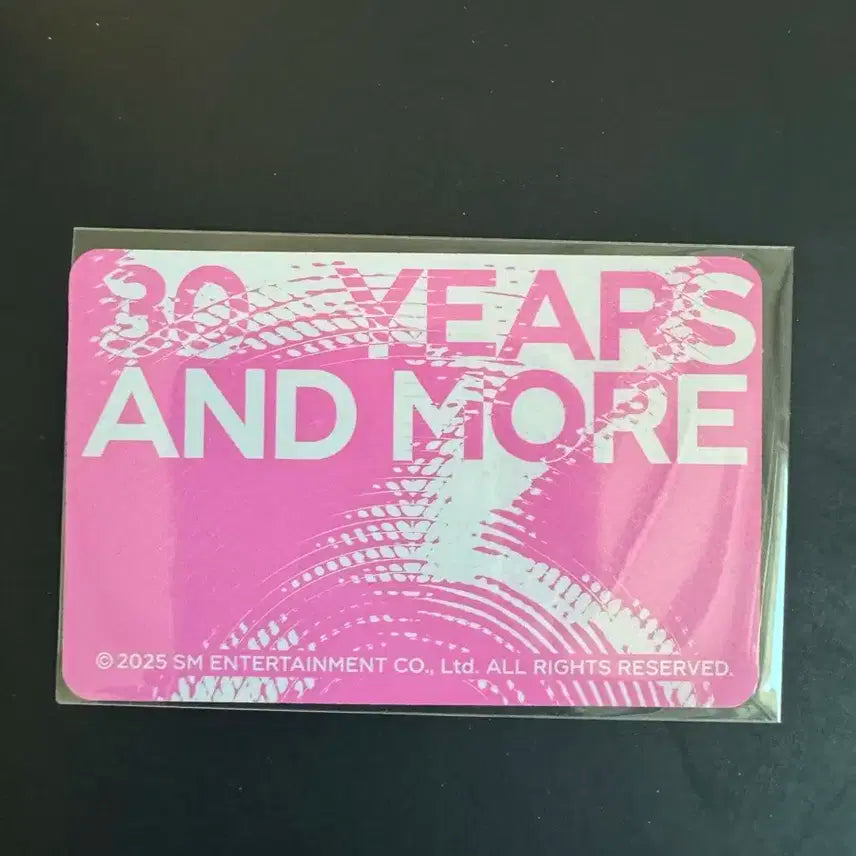 30 YEARS
AND MORE
© 2025 SM ENTERTAINMENT CO., Ltd. ALL RIGHTS RESERVED.